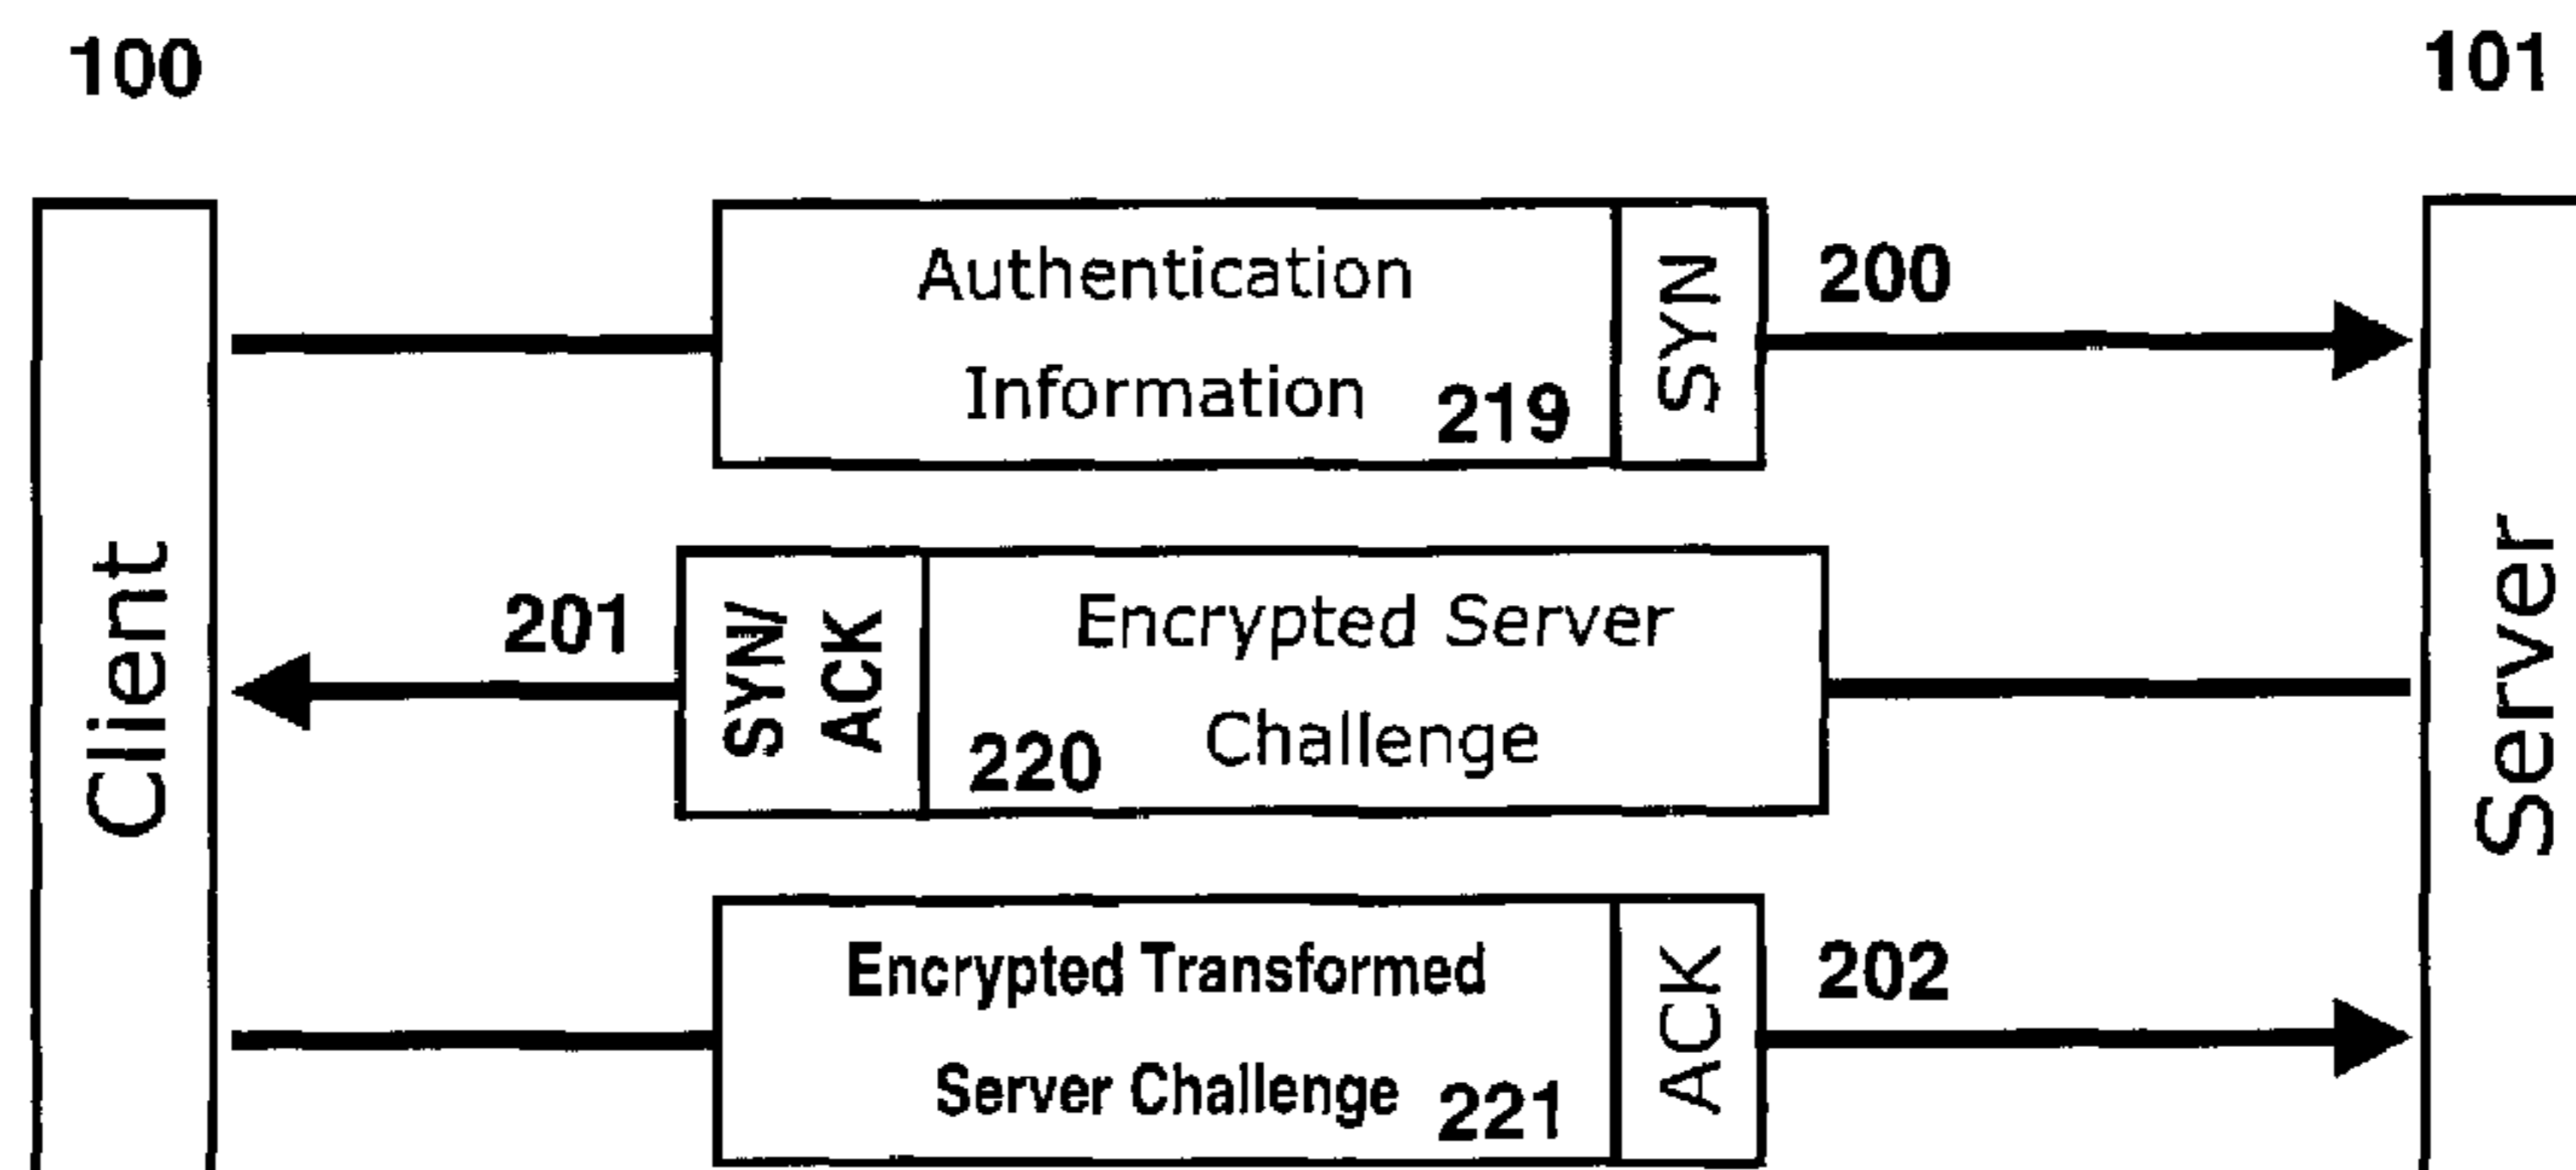 100
101
Client
Server
Authentication
Information
219
SYN
200
201
SYN/
ACK
220
Encrypted Server
Challenge
Encrypted Transformed
Server Challenge
221
ACK
202